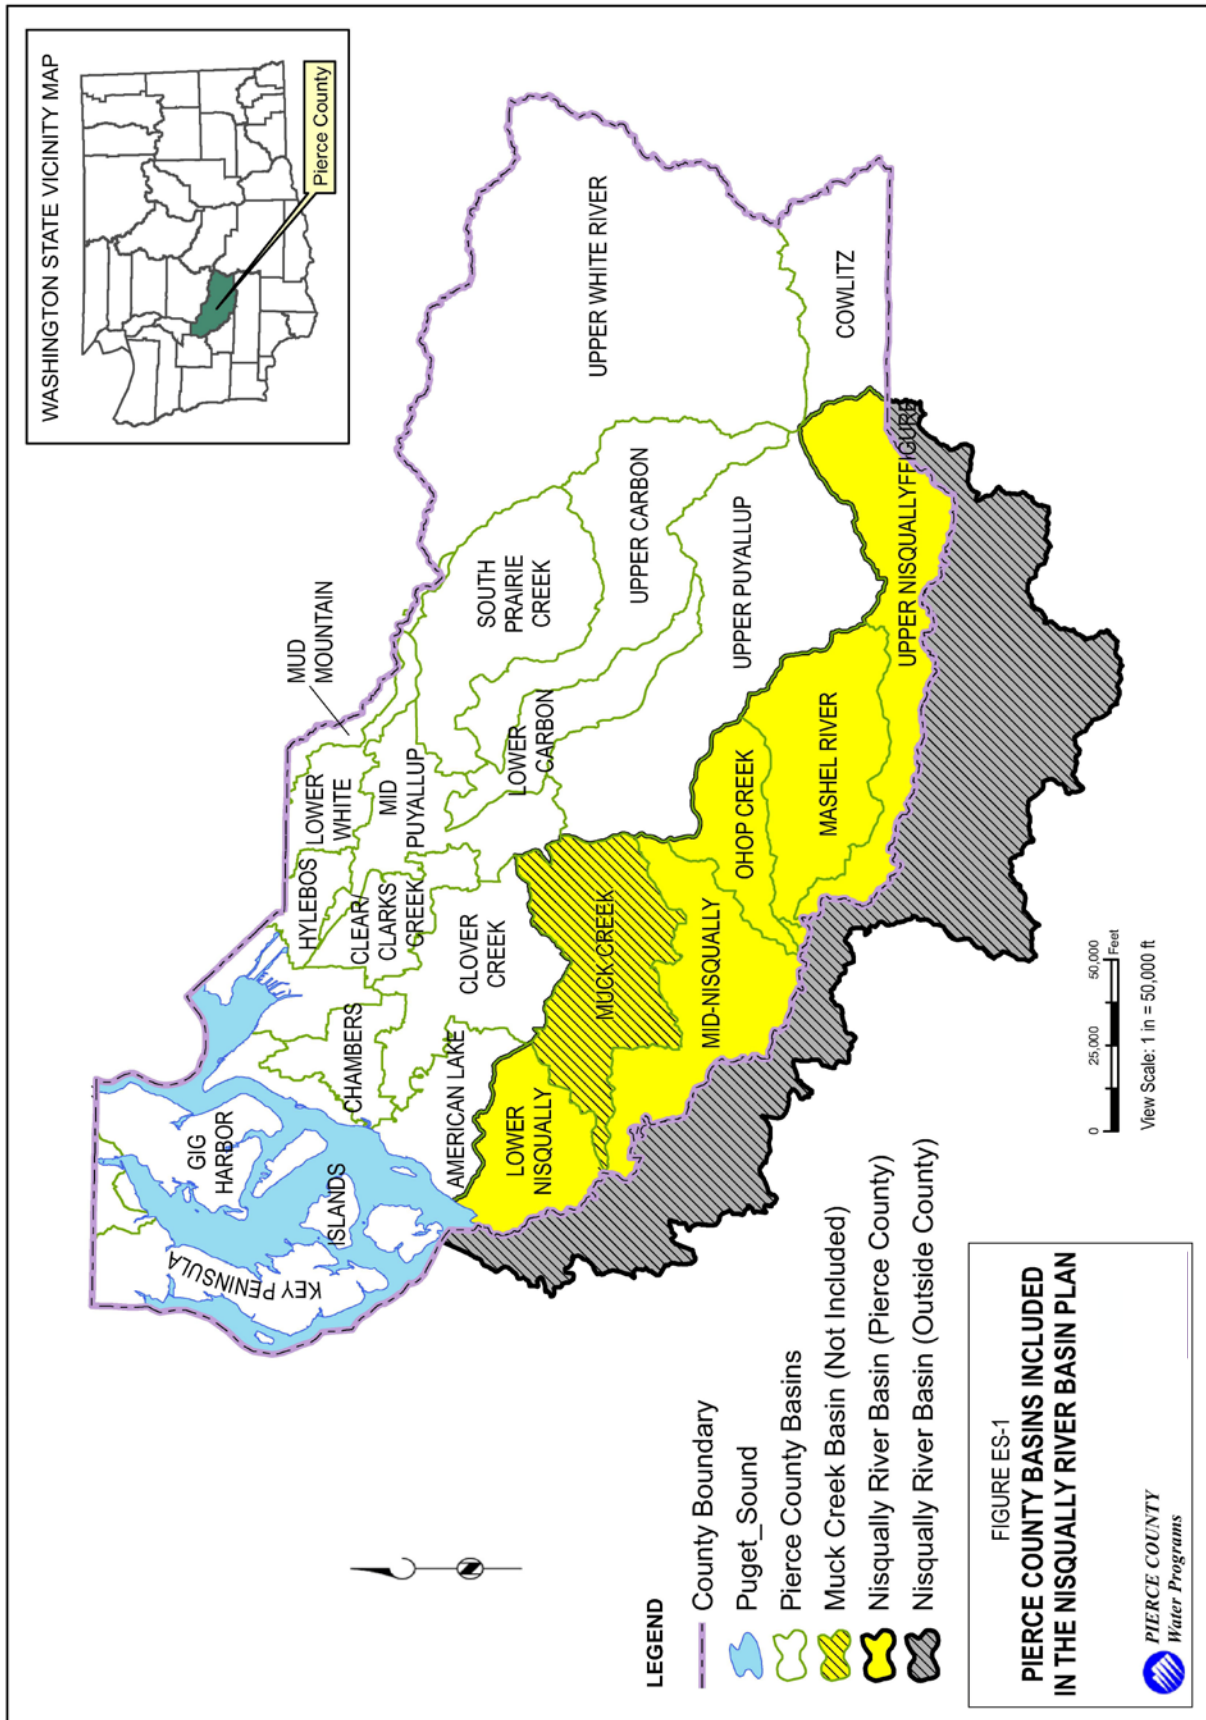 WASHINGTON STATE VICINITY MAP
Pierce County
MUD
MOUNTAIN
UPPER WHITE RIVER
COWLITZ
SOUTH
PRAIRIE
CREEK
UPPER CARBON
UPPER PUYALLUP
UPPER NISQUALLYFFIGURE
LOWER
WHITE
MID
PUYALLUP
LOWER
CARBON
HYLEBOS
CLEAR/
CLARKS
CREEK
CLOVER
CREEK
MUCK CREEK
OHOP CREEK
MASHEL RIVER
MID-NISQUALLY
CHAMBERS
AMERICAN LAKE
LOWER
NISQUALLY
GIG
HARBOR
ISLANDS
KEY PENINSULA
LEGEND
County Boundary
Puget_Sound
Pierce County Basins
Muck Creek Basin (Not Included)
Nisqually River Basin (Pierce County)
Nisqually River Basin (Outside County)
0 25,000 50,000
Feet
View Scale: 1 in = 50,000 ft
N
FIGURE ES-1
PIERCE COUNTY BASINS INCLUDED
IN THE NISQUALLY RIVER BASIN PLAN
PIERCE COUNTY
Water Programs